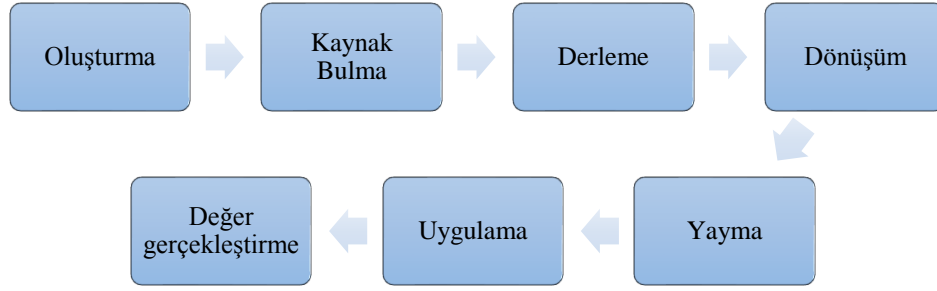 Oluşturma
Kaynak
Bulma
Derleme
Dönüşüm
Yayma
Uygulama
Değer
gerçekleştirme